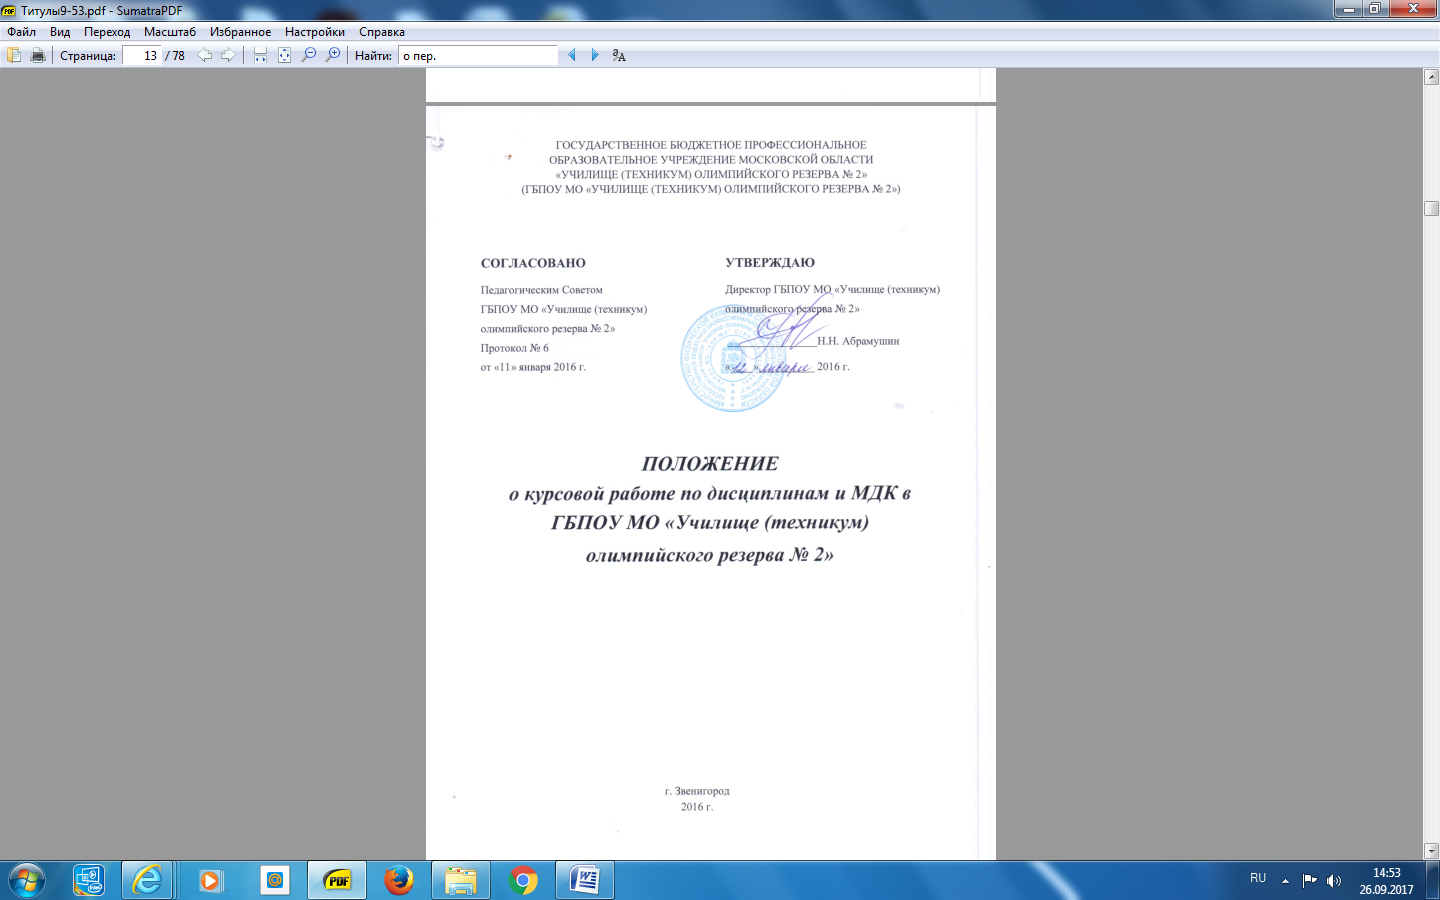 Титулы9-53.pdf - SumatraPDF
Файл Вид Переход Масштаб Избранное Настройки Справка
Страница: 13 / 78 Найти: о пер.
ГОСУДАРСТВЕННОЕ БЮДЖЕТНОЕ ПРОФЕССИОНАЛЬНОЕ
ОБРАЗОВАТЕЛЬНОЕ УЧРЕЖДЕНИЕ МОСКОВСКОЙ ОБЛАСТИ
«УЧИЛИЩЕ (ТЕХНИКУМ) ОЛИМПИЙСКОГО РЕЗЕРВА № 2»
(ГБПОУ МО «УЧИЛИЩЕ (ТЕХНИКУМ) ОЛИМПИЙСКОГО РЕЗЕРВА № 2»)
СОГЛАСОВАНО
Педагогическим Советом
ГБПОУ МО «Училище (техникум)
олимпийского резерва № 2»
Протокол № 6
от «11» января 2016 г.
УТВЕРЖДАЮ
Директор ГБПОУ МО «Училище (техникум)
олимпийского резерва № 2»
Н.Н. Абрамушин
«12» января 2016 г.
ПОЛОЖЕНИЕ
о курсовой работе по дисциплинам и МДК в
ГБПОУ МО «Училище (техникум)
олимпийского резерва № 2»
г. Звенигород
2016 г.
RU
14:53
26.09.2017